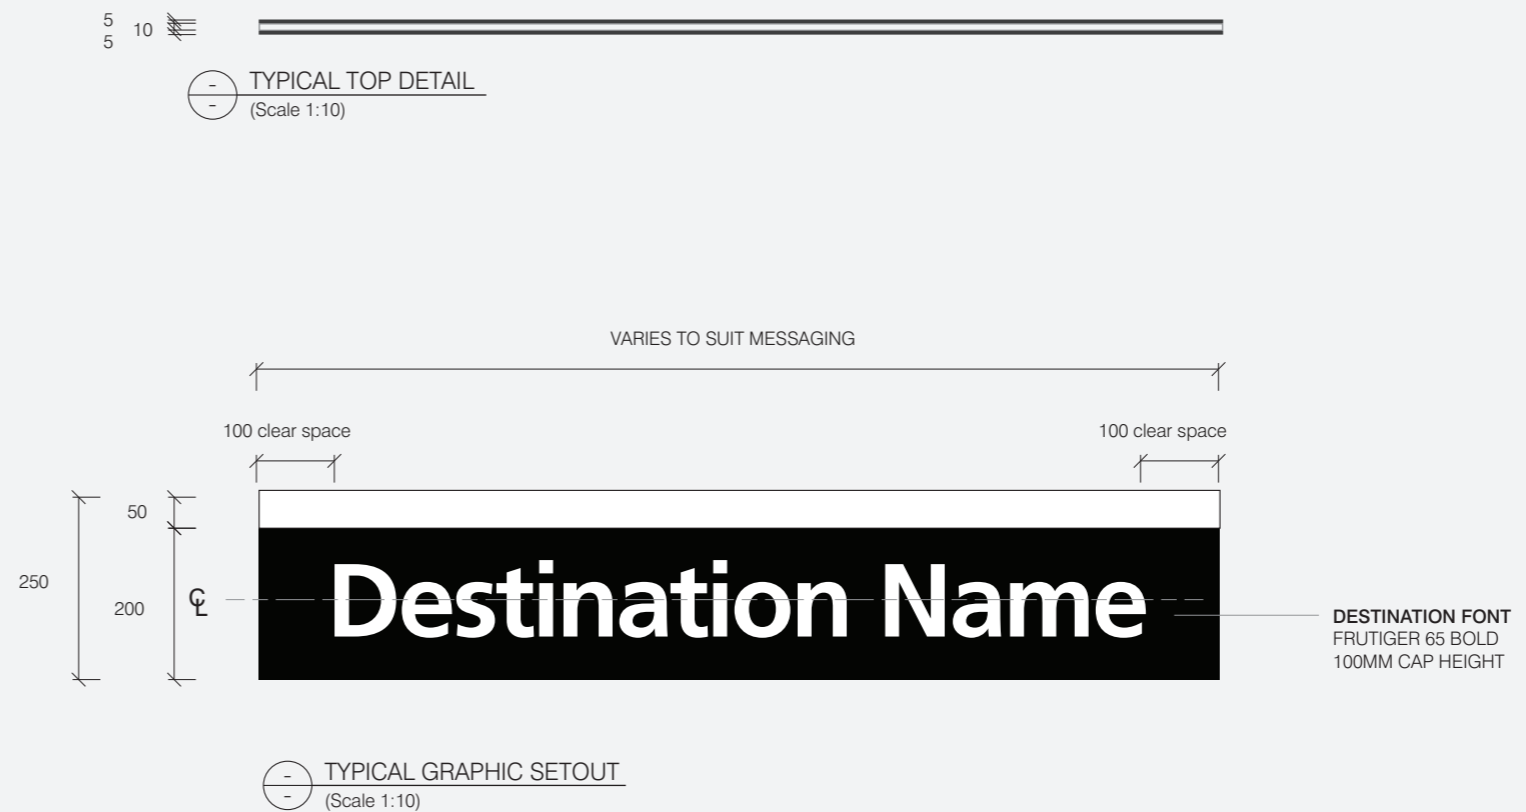 5
10
5
-
-
TYPICAL TOP DETAIL
(Scale 1:10)
VARIES TO SUIT MESSAGING
100 clear space
100 clear space
50
250
200
℄
Destination Name
DESTINATION FONT
FRUTIGER 65 BOLD
100MM CAP HEIGHT
-
-
TYPICAL GRAPHIC SETOUT
(Scale 1:10)